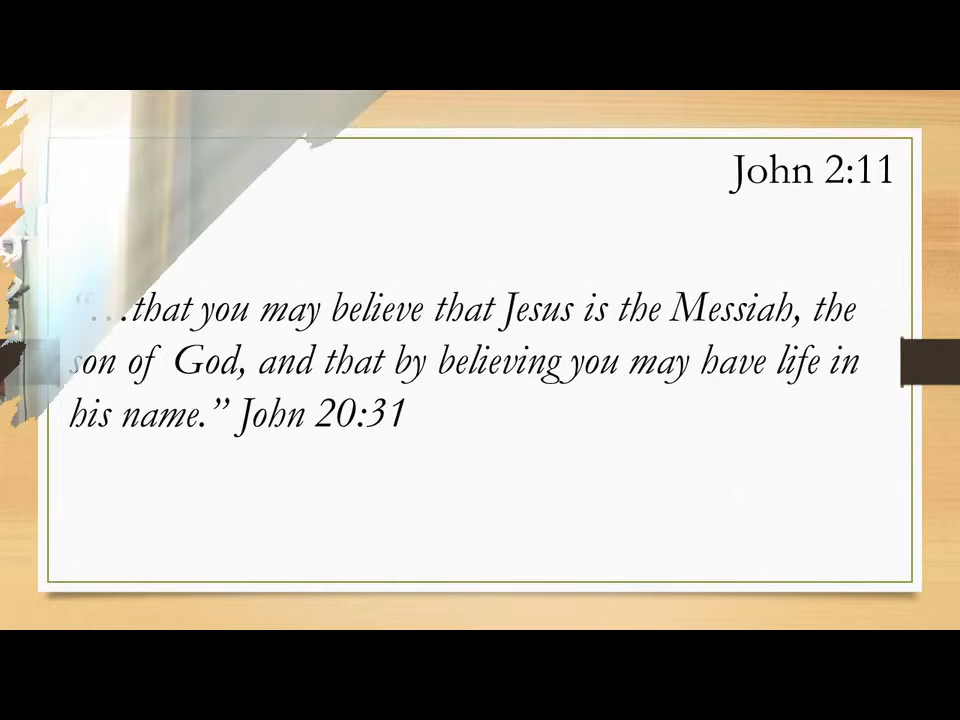 John 2:11
“…that you may believe that Jesus is the Messiah, the
son of God, and that by believing you may have life in
his name.” John 20:31